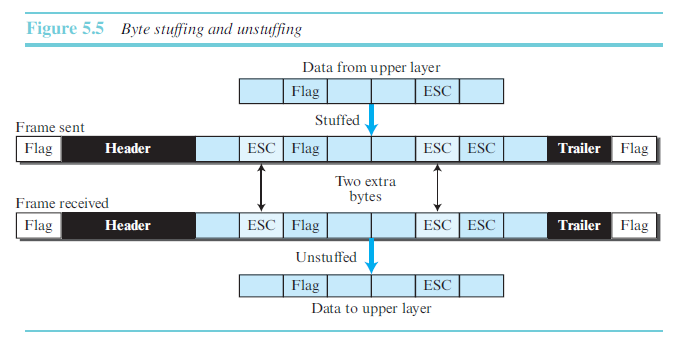 Figure 5.5 Byte stuffing and unstuffing
Data from upper layer
Flag ESC
Stuffed
Frame sent
Flag Header ESC Flag ESC ESC Trailer Flag
Two extra
bytes
Frame received
Flag Header ESC Flag ESC ESC Trailer Flag
Unstuffed
Flag ESC
Data to upper layer